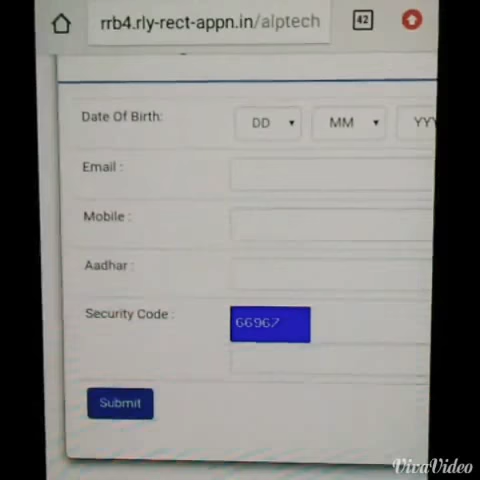 rrb4.rly-rect-appn.in/alptech 42
Date Of Birth: DD MM YYY
Email :
Mobile :
Aadhar :
Security Code : 66967
Submit
VivaVideo